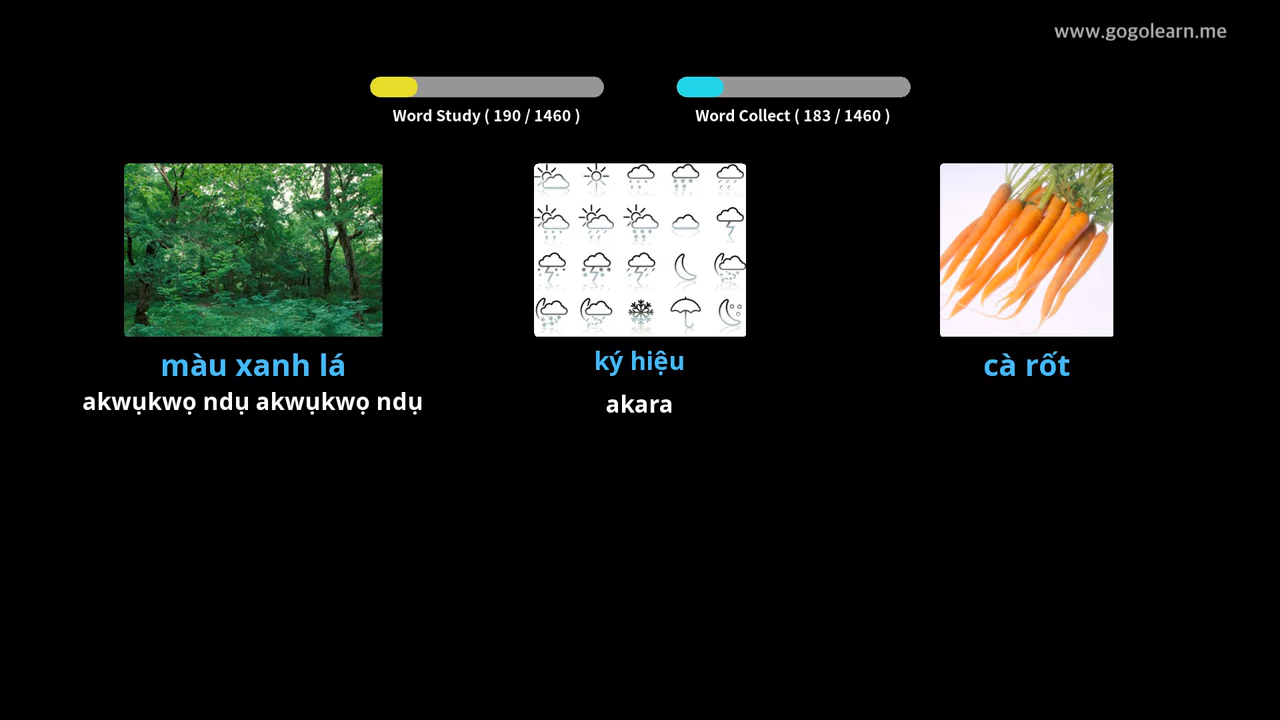 www.gogolearn.me
Word Study ( 190 / 1460 )
Word Collect ( 183 / 1460 )
màu xanh lá
akwụkwọ ndụ akwụkwọ ndụ
ký hiệu
akara
cà rốt